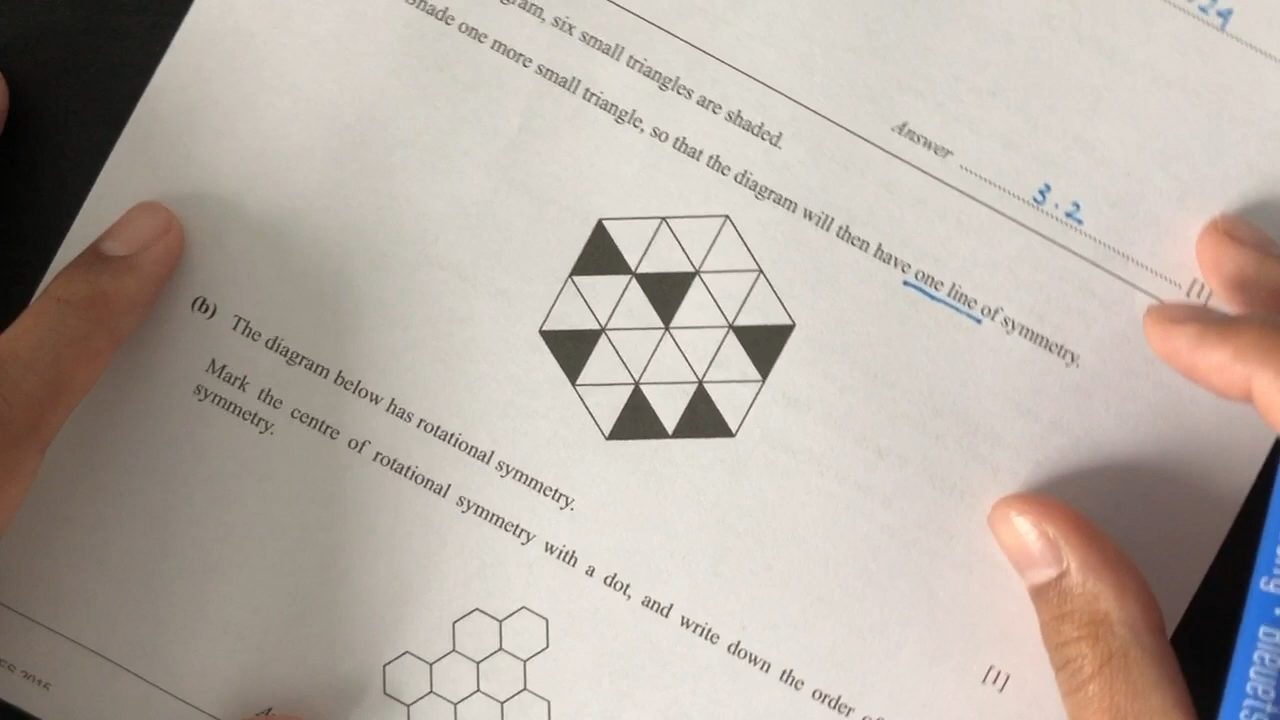 24
Answer 3.2
[1]
six small triangles are shaded.
hade one more small triangle, so that the diagram will then have one line of symmetry.
[1]
(b) The diagram below has rotational symmetry.
Mark the centre of rotational symmetry with a dot, and write down the order of
symmetry.